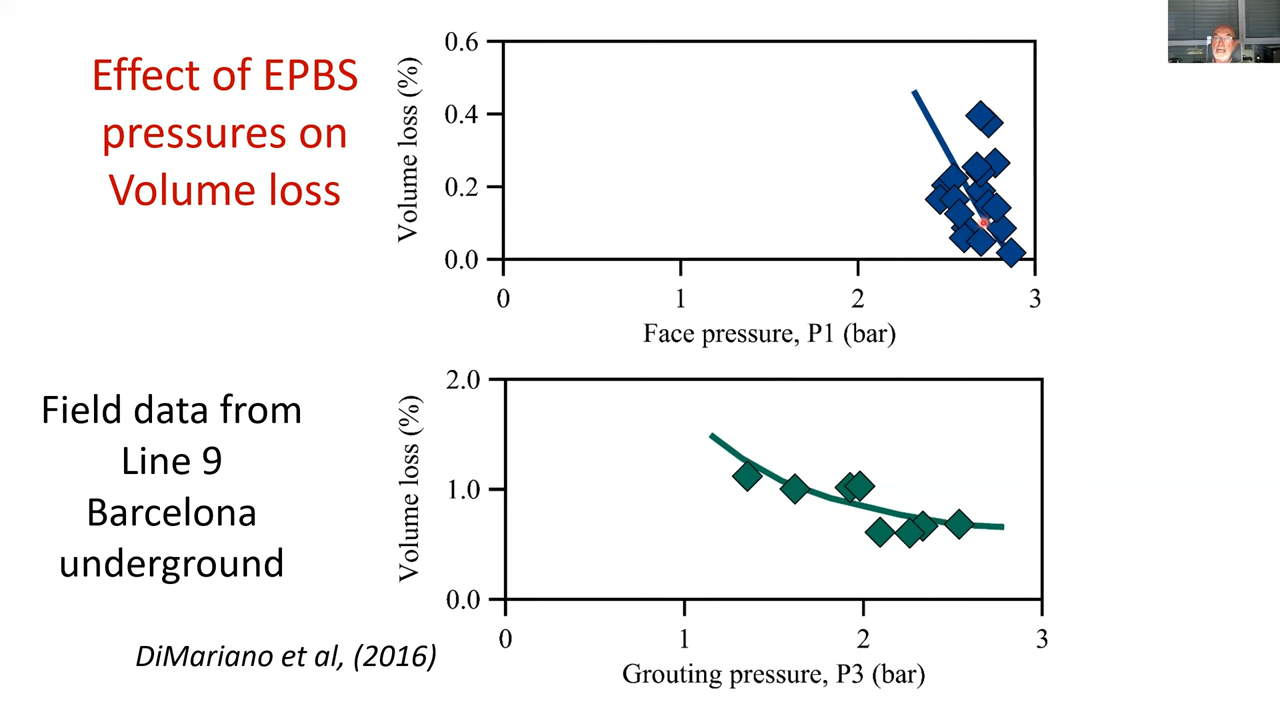 Effect of EPBS
pressures on
Volume loss
0.6
0.4
0.2
0.0
Volume loss (%)
0
1
2
3
Face pressure, P1 (bar)
Field data from
Line 9
Barcelona
underground
DiMariano et al, (2016)
2.0
1.0
0.0
Volume loss (%)
0
1
2
3
Grouting pressure, P3 (bar)